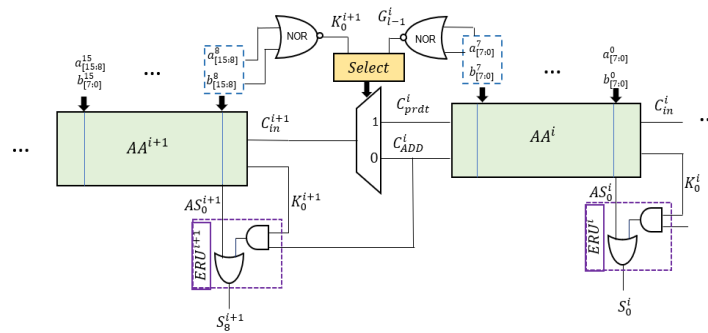 K_0^{i+1}
G_{l-1}^i
NOR
NOR
a_{[15:8]}^{15}
b_{[7:0]}^{15}
...
a_{[15:8]}^8
b_{[15:8]}^8
Select
a_{[7:0]}^7
b_{[7:0]}^7
...
a_{[7:0]}^0
b_{[7:0]}^0
...
AA^{i+1}
C_{in}^{i+1}
1
0
C_{prdt}^i
C_{ADD}^i
AA^i
C_{in}^i
...
AS_0^{i+1}
K_0^{i+1}
AS_0^i
K_0^i
ERU^{i+1}
ERU^i
S_8^{i+1}
S_0^i